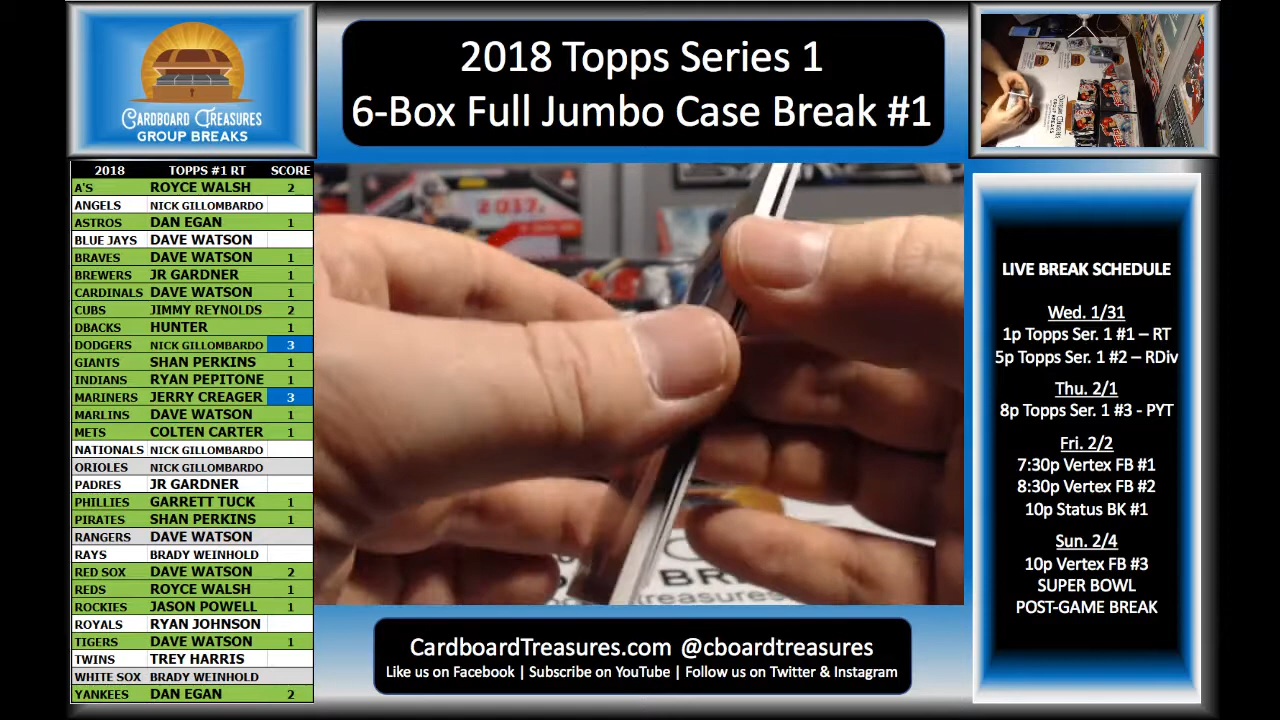 CARDBOARD TREASURES
GROUP BREAKS
2018 Topps Series 1
6-Box Full Jumbo Case Break #1
2018 TOPPS #1 RT SCORE
A'S ROYCE WALSH 2
ANGELS NICK GILLOMBARDO
ASTROS DAN EGAN 1
BLUE JAYS DAVE WATSON
BRAVES DAVE WATSON 1
BREWERS JR GARDNER 1
CARDINALS DAVE WATSON 1
CUBS JIMMY REYNOLDS 2
DBACKS HUNTER 1
DODGERS NICK GILLOMBARDO 3
GIANTS SHAN PERKINS 1
INDIANS RYAN PEPITONE 1
MARINERS JERRY CREAGER 3
MARLINS DAVE WATSON 1
METS COLTEN CARTER 1
NATIONALS NICK GILLOMBARDO
ORIOLES NICK GILLOMBARDO
PADRES JR GARDNER
PHILLIES GARRETT TUCK 1
PIRATES SHAN PERKINS 1
RANGERS DAVE WATSON
RAYS BRADY WEINHOLD
RED SOX DAVE WATSON 2
REDS ROYCE WALSH 1
ROCKIES JASON POWELL 1
ROYALS RYAN JOHNSON
TIGERS DAVE WATSON 1
TWINS TREY HARRIS
WHITE SOX BRADY WEINHOLD
YANKEES DAN EGAN 2
2017
BR
treasures
CardboardTreasures.com @cboardtreasures
Like us on Facebook | Subscribe on YouTube | Follow us on Twitter & Instagram
LIVE BREAK SCHEDULE
Wed. 1/31
1p Topps Ser. 1 #1 – RT
5p Topps Ser. 1 #2 – RDiv
Thu. 2/1
8p Topps Ser. 1 #3 - PYT
Fri. 2/2
7:30p Vertex FB #1
8:30p Vertex FB #2
10p Status BK #1
Sun. 2/4
10p Vertex FB #3
SUPER BOWL
POST-GAME BREAK